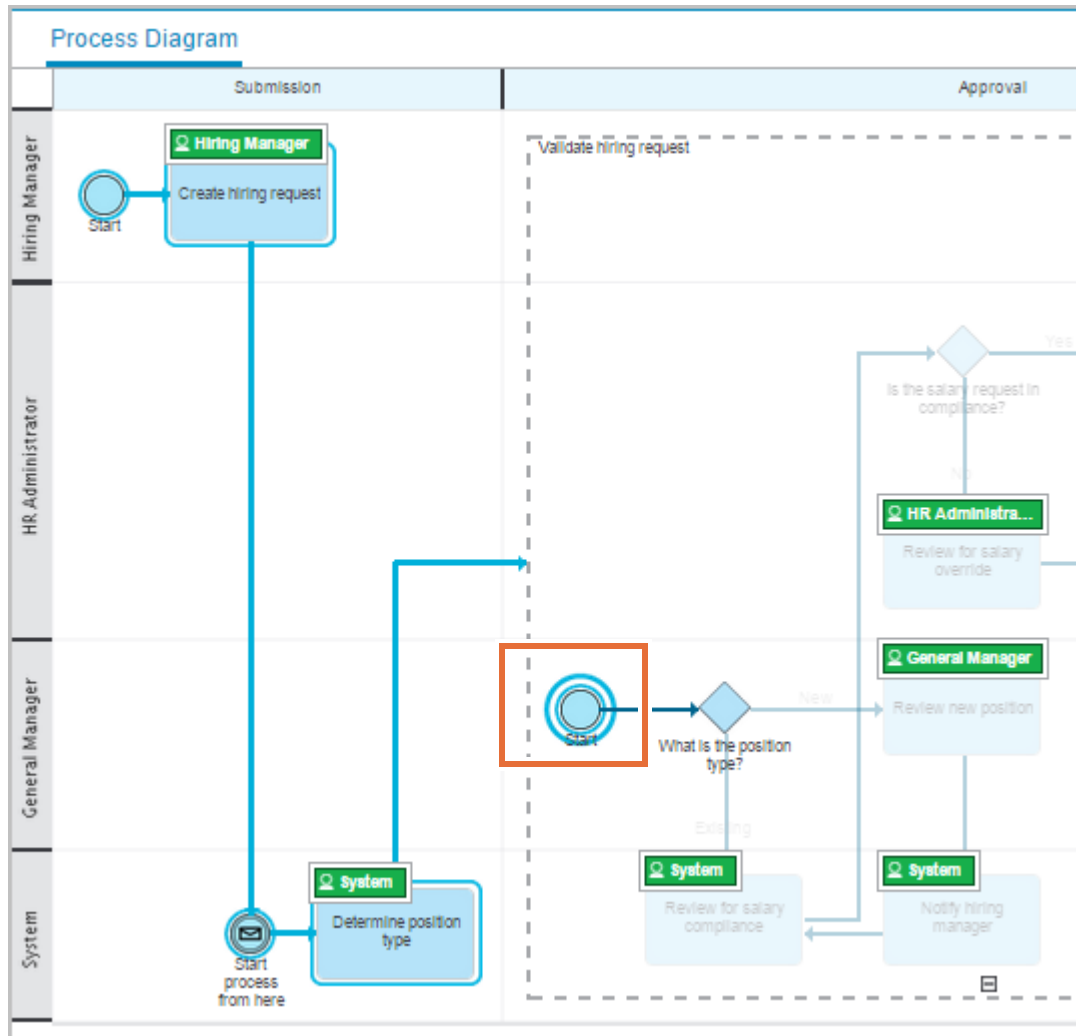 Process Diagram
Submission
Approval
Hiring Manager
Hiring Manager
Create hiring request
Start
Validate hiring request
HR Administrator
Yes
Is the salary request in
compliance?
No
HR Administra...
Review for salary
override
General Manager
General Manager
Start
New
Review new position
What is the position
type?
Existing
System
System
Determine position
type
Start
process
from here
System
Review for salary
compliance
System
Notify hiring
manager